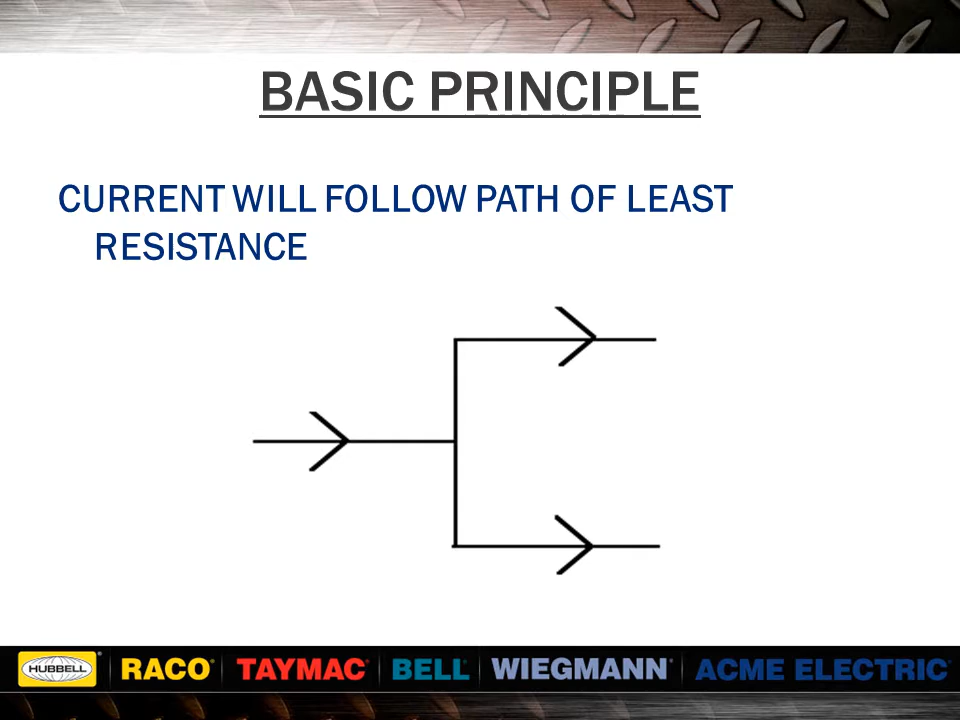 BASIC PRINCIPLE
CURRENT WILL FOLLOW PATH OF LEAST
RESISTANCE
HUBBELL® RACO® TAYMAC® BELL® WIEGMANN® ACME ELECTRIC®